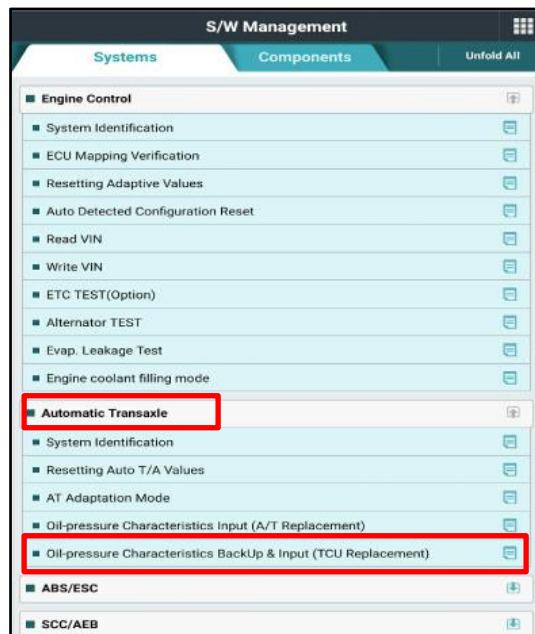 S/W Management
Systems
Components
Unfold All
Engine Control
System Identification
ECU Mapping Verification
Resetting Adaptive Values
Auto Detected Configuration Reset
Read VIN
Write VIN
ETC TEST(Option)
Alternator TEST
Evap. Leakage Test
Engine coolant filling mode
Automatic Transaxle
System Identification
Resetting Auto T/A Values
AT Adaptation Mode
Oil-pressure Characteristics Input (A/T Replacement)
Oil-pressure Characteristics BackUp & Input (TCU Replacement)
ABS/ESC
SCC/AEB